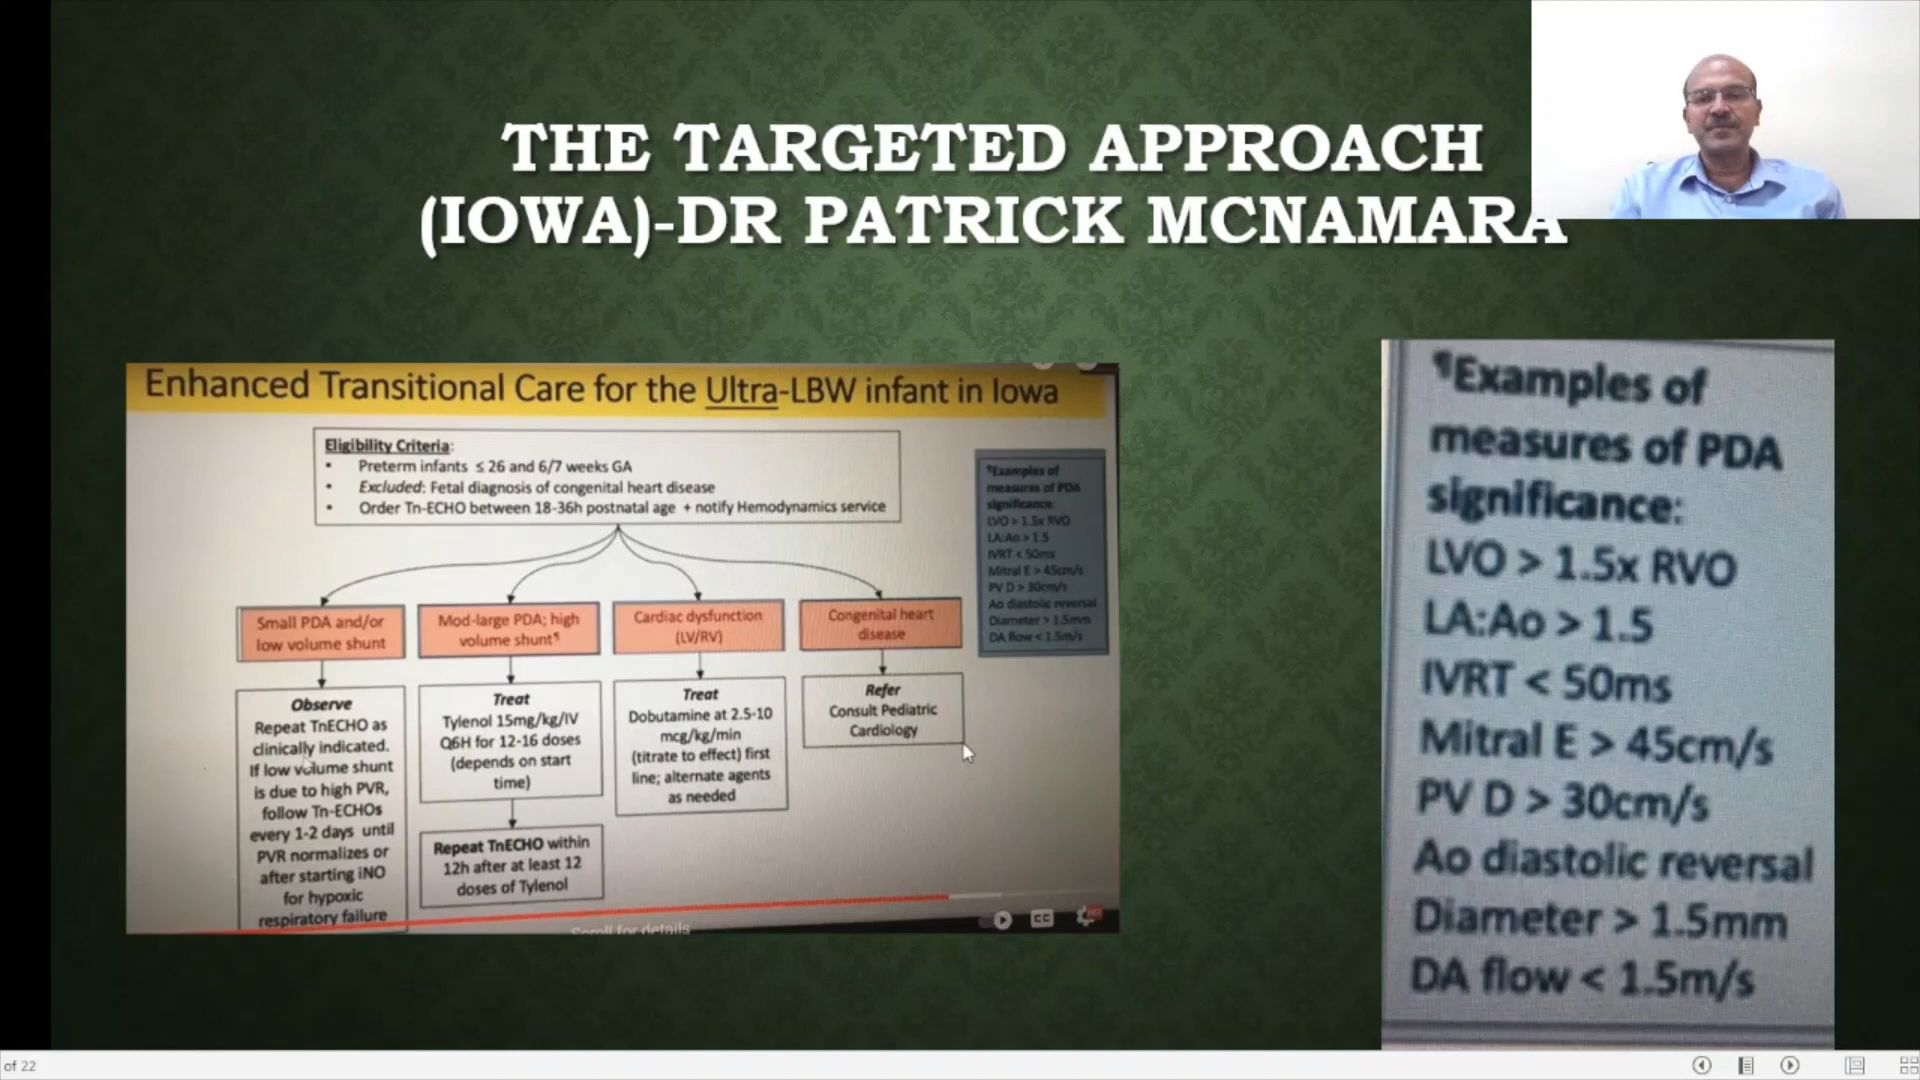 THE TARGETED APPROACH
(IOWA)-DR PATRICK MCNAMARA
Enhanced Transitional Care for the Ultra-LBW infant in Iowa
Eligibility Criteria:
• Preterm infants ≤ 26 and 6/7 weeks GA
• Excluded: Fetal diagnosis of congenital heart disease
• Order Tn-ECHO between 18-36h postnatal age + notify Hemodynamics service
¶Examples of
measures of PDA
significance:
LVO > 1.5x RVO
LA:Ao > 1.5
IVRT < 50ms
Mitral E > 45cm/s
PV D > 30cm/s
Ao diastolic reversal
Diameter > 1.5mm
DA flow < 1.5m/s
Small PDA and/or
low volume shunt
Observe
Repeat TnECHO as
clinically indicated.
If low volume shunt
is due to high PVR,
follow Tn-ECHOs
every 1-2 days until
PVR normalizes or
after starting iNO
for hypoxic
respiratory failure
Mod-large PDA; high
volume shunt¶
Treat
Tylenol 15mg/kg/IV
Q6H for 12-16 doses
(depends on start
time)
Repeat TnECHO within
12h after at least 12
doses of Tylenol
Cardiac dysfunction
(LV/RV)
Treat
Dobutamine at 2.5-10
mcg/kg/min
(titrate to effect) first
line; alternate agents
as needed
Congenital heart
disease
Refer
Consult Pediatric
Cardiology
Scroll for details
CC
HD
¶Examples of
measures of PDA
significance:
LVO > 1.5x RVO
LA:Ao > 1.5
IVRT < 50ms
Mitral E > 45cm/s
PV D > 30cm/s
Ao diastolic reversal
Diameter > 1.5mm
DA flow < 1.5m/s
of 22